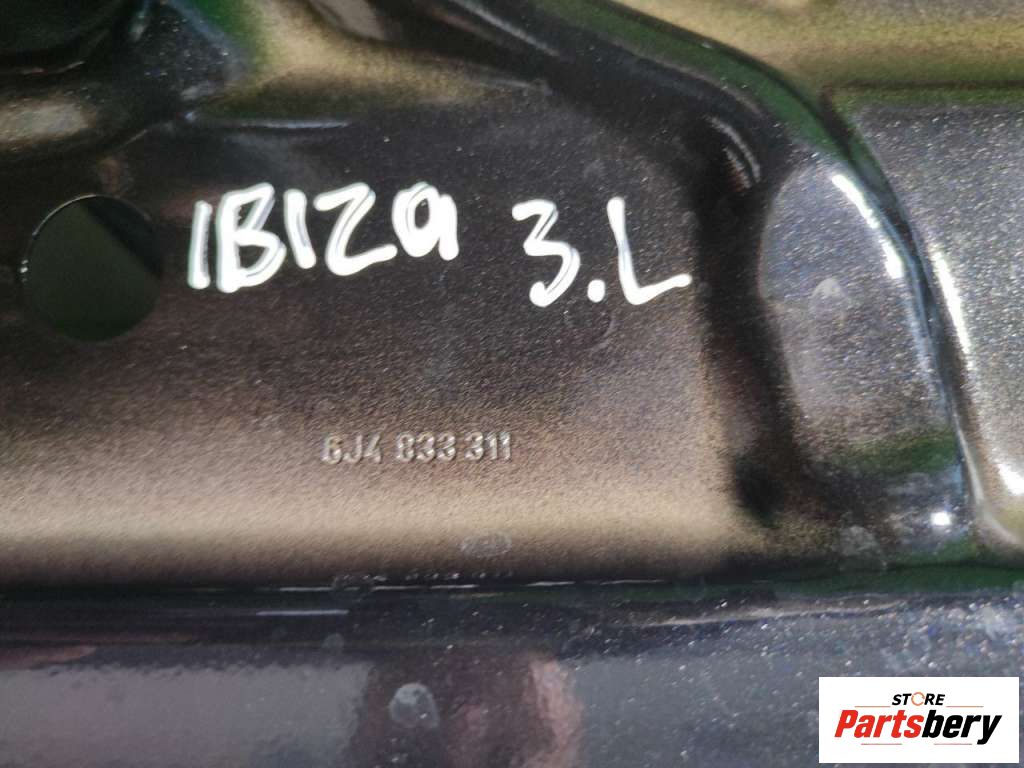 IBIZa 3.L
6J4 833 311
STORE
Partsbery